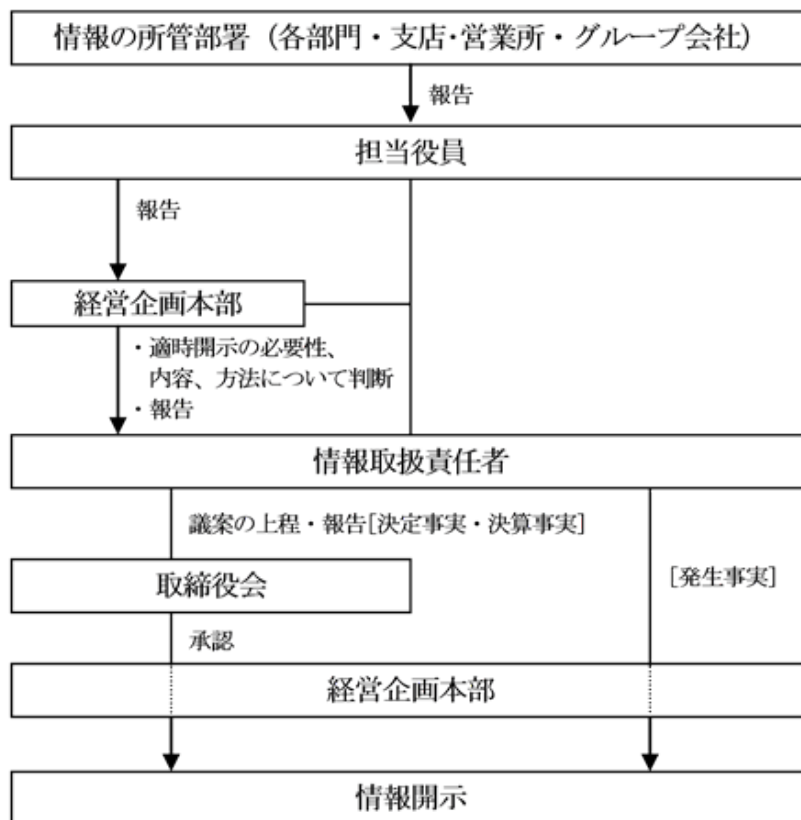 情報の所管部署（各部門・支店・営業所・グループ会社）
報告
担当役員
報告
経営企画本部
・適時開示の必要性、
内容、方法について判断
・報告
情報取扱責任者
議案の上程・報告[決定事実・決算事実]
[発生事実]
取締役会
承認
経営企画本部
情報開示